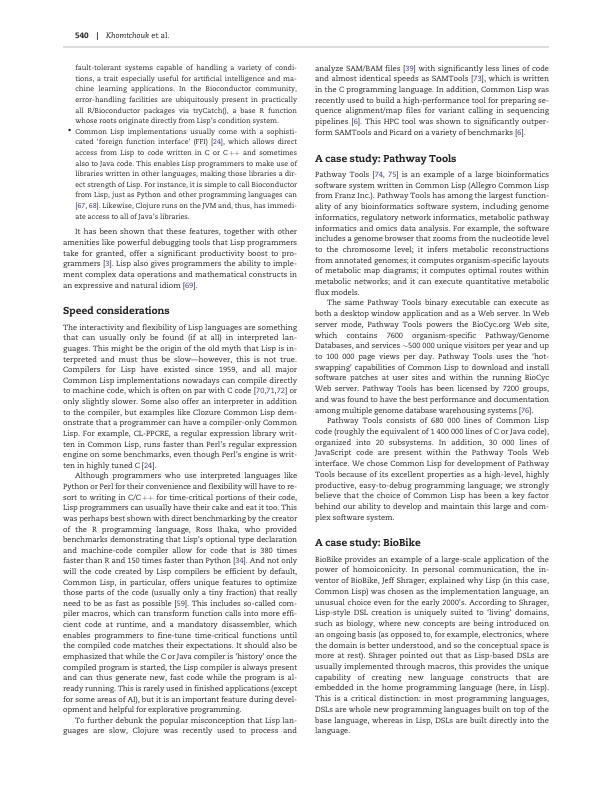 540 | Khomtchouk et al.
fault-tolerant systems capable of handling a variety of condi-
tions, a trait especially useful for artificial intelligence and ma-
chine learning applications. In the Bioconductor community,
error-handling facilities are ubiquitously present in practically
all R/Bioconductor packages via tryCatch(), a base R function
whose roots originate directly from Lisp's condition system.
• Common Lisp implementations usually come with a sophisti-
cated 'foreign function interface' (FFI) [24], which allows direct
access from Lisp to code written in C or C++ and sometimes
also to Java code. This enables Lisp programmers to make use of
libraries written in other languages, making those libraries a di-
rect strength of Lisp. For instance, it is simple to call Bioconductor
from Lisp, just as Python and other programming languages can
[67, 68]. Likewise, Clojure runs on the JVM and, thus, has immedi-
ate access to all of Java's libraries.
It has been shown that these features, together with other
amenities like powerful debugging tools that Lisp programmers
take for granted, offer a significant productivity boost to pro-
grammers [3]. Lisp also gives programmers the ability to imple-
ment complex data operations and mathematical constructs in
an expressive and natural idiom [69].
Speed considerations
The interactivity and flexibility of Lisp languages are something
that can usually only be found (if at all) in interpreted lan-
guages. This might be the origin of the old myth that Lisp is in-
terpreted and must thus be slow—however, this is not true.
Compilers for Lisp have existed since 1959, and all major
Common Lisp implementations nowadays can compile directly
to machine code, which is often on par with C code [70,71,72] or
only slightly slower. Some also offer an interpreter in addition
to the compiler, but examples like Clozure Common Lisp dem-
onstrate that a programmer can have a compiler-only Common
Lisp. For example, CL-PPCRE, a regular expression library writ-
ten in Common Lisp, runs faster than Perl's regular expression
engine on some benchmarks, even though Perl's engine is writ-
ten in highly tuned C [24].
Although programmers who use interpreted languages like
Python or Perl for their convenience and flexibility will have to re-
sort to writing in C/C++ for time-critical portions of their code,
Lisp programmers can usually have their cake and eat it too. This
was perhaps best shown with direct benchmarking by the creator
of the R programming language, Ross Ihaka, who provided
benchmarks demonstrating that Lisp's optional type declaration
and machine-code compiler allow for code that is 380 times
faster than R and 150 times faster than Python [34]. And not only
will the code created by Lisp compilers be efficient by default,
Common Lisp, in particular, offers unique features to optimize
those parts of the code (usually only a tiny fraction) that really
need to be as fast as possible [59]. This includes so-called com-
piler macros, which can transform function calls into more effi-
cient code at runtime, and a mandatory disassembler, which
enables programmers to fine-tune time-critical functions until
the compiled code matches their expectations. It should also be
emphasized that while the C or Java compiler is 'history' once the
compiled program is started, the Lisp compiler is always present
and can thus generate new, fast code while the program is al-
ready running. This is rarely used in finished applications (except
for some areas of AI), but it is an important feature during devel-
opment and helpful for explorative programming.
To further debunk the popular misconception that Lisp lan-
guages are slow, Clojure was recently used to process and
analyze SAM/BAM files [39] with significantly less lines of code
and almost identical speeds as SAMTools [73], which is written
in the C programming language. In addition, Common Lisp was
recently used to build a high-performance tool for preparing se-
quence alignment/map files for variant calling in sequencing
pipelines [6]. This HPC tool was shown to significantly outper-
form SAMTools and Picard on a variety of benchmarks [6].
A case study: Pathway Tools
Pathway Tools [74, 75] is an example of a large bioinformatics
software system written in Common Lisp (Allegro Common Lisp
from Franz Inc.). Pathway Tools has among the largest function-
ality of any bioinformatics software system, including genome
informatics, regulatory network informatics, metabolic pathway
informatics and omics data analysis. For example, the software
includes a genome browser that zooms from the nucleotide level
to the chromosome level; it infers metabolic reconstructions
from annotated genomes; it computes organism-specific layouts
of metabolic map diagrams; it computes optimal routes within
metabolic networks; and it can execute quantitative metabolic
flux models.
The same Pathway Tools binary executable can execute as
both a desktop window application and as a Web server. In Web
server mode, Pathway Tools powers the BioCyc.org Web site,
which contains 7600 organism-specific Pathway/Genome
Databases, and services ~500 000 unique visitors per year and up
to 100 000 page views per day. Pathway Tools uses the 'hot-
swapping' capabilities of Common Lisp to download and install
software patches at user sites and within the running BioCyc
Web server. Pathway Tools has been licensed by 7200 groups,
and was found to have the best performance and documentation
among multiple genome database warehousing systems [76].
Pathway Tools consists of 680 000 lines of Common Lisp
code (roughly the equivalent of 1 400 000 lines of C or Java code),
organized into 20 subsystems. In addition, 30 000 lines of
JavaScript code are present within the Pathway Tools Web
interface. We chose Common Lisp for development of Pathway
Tools because of its excellent properties as a high-level, highly
productive, easy-to-debug programming language; we strongly
believe that the choice of Common Lisp has been a key factor
behind our ability to develop and maintain this large and com-
plex software system.
A case study: BioBike
BioBike provides an example of a large-scale application of the
power of homoiconicity. In personal communication, the in-
ventor of BioBike, Jeff Shrager, explained why Lisp (in this case,
Common Lisp) was chosen as the implementation language, an
unusual choice even for the early 2000's. According to Shrager,
Lisp-style DSL creation is uniquely suited to 'living' domains,
such as biology, where new concepts are being introduced on
an ongoing basis (as opposed to, for example, electronics, where
the domain is better understood, and so the conceptual space is
more at rest). Shrager pointed out that as Lisp-based DSLs are
usually implemented through macros, this provides the unique
capability of creating new language constructs that are
embedded in the home programming language (here, in Lisp).
This is a critical distinction: in most programming languages,
DSLs are whole new programming languages built on top of the
base language, whereas in Lisp, DSLs are built directly into the
language.